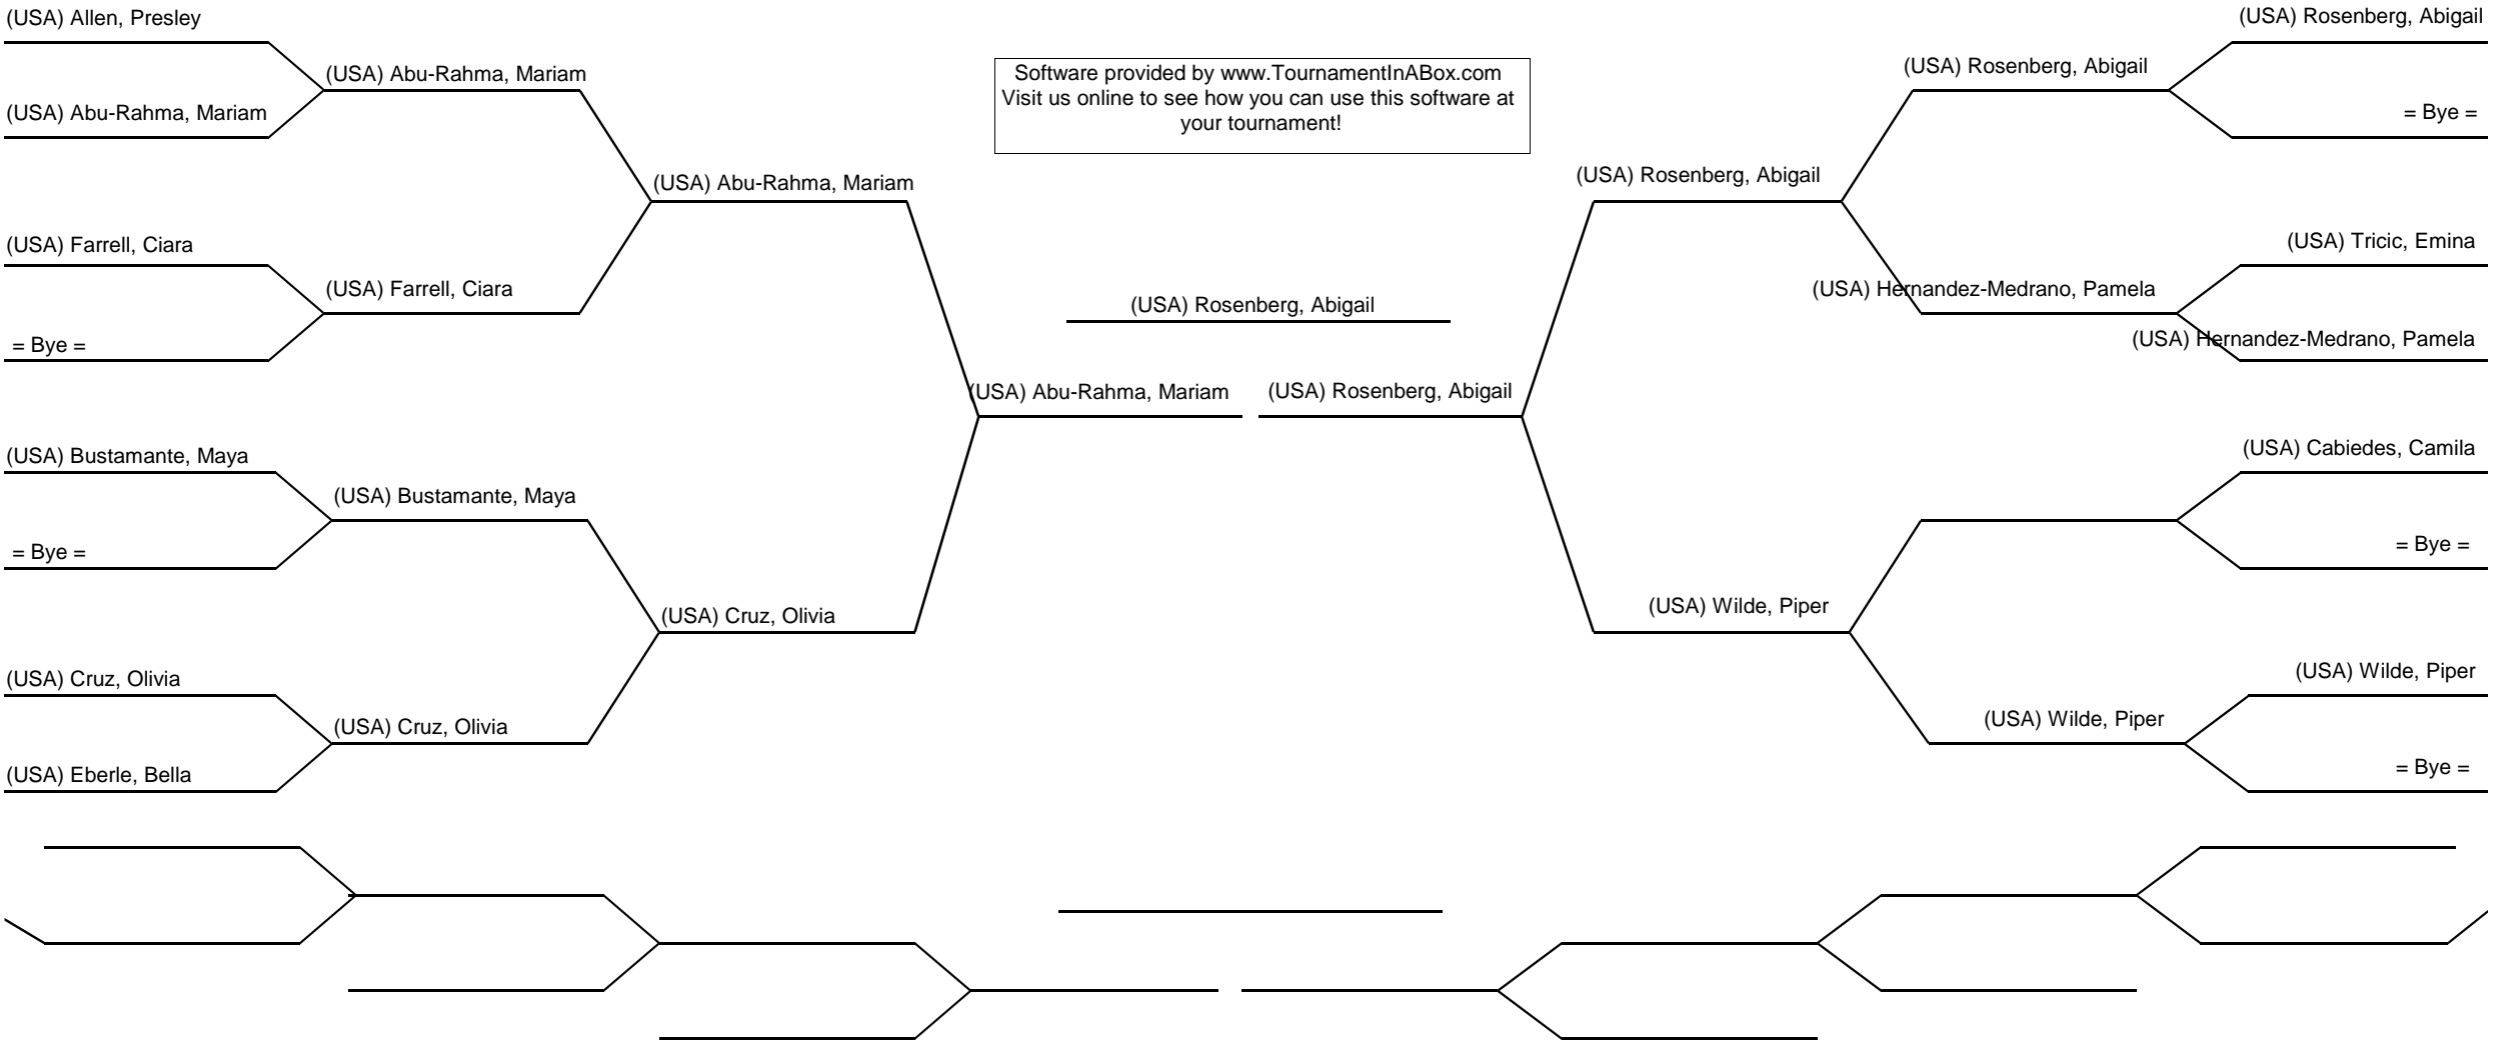 (USA) Allen, Presley
(USA) Abu-Rahma, Mariam
(USA) Abu-Rahma, Mariam
(USA) Abu-Rahma, Mariam
(USA) Farrell, Ciara
(USA) Farrell, Ciara
= Bye =
(USA) Bustamante, Maya
(USA) Bustamante, Maya
= Bye =
(USA) Cruz, Olivia
(USA) Cruz, Olivia
(USA) Cruz, Olivia
(USA) Eberle, Bella
Software provided by www.TournamentInABox.com
Visit us online to see how you can use this software at
your tournament!
(USA) Rosenberg, Abigail
(USA) Abu-Rahma, Mariam
(USA) Rosenberg, Abigail
(USA) Rosenberg, Abigail
(USA) Rosenberg, Abigail
= Bye =
(USA) Rosenberg, Abigail
(USA) Tricic, Emina
(USA) Hernandez-Medrano, Pamela
(USA) Hernandez-Medrano, Pamela
(USA) Cabiedes, Camila
= Bye =
(USA) Wilde, Piper
(USA) Wilde, Piper
(USA) Wilde, Piper
= Bye =